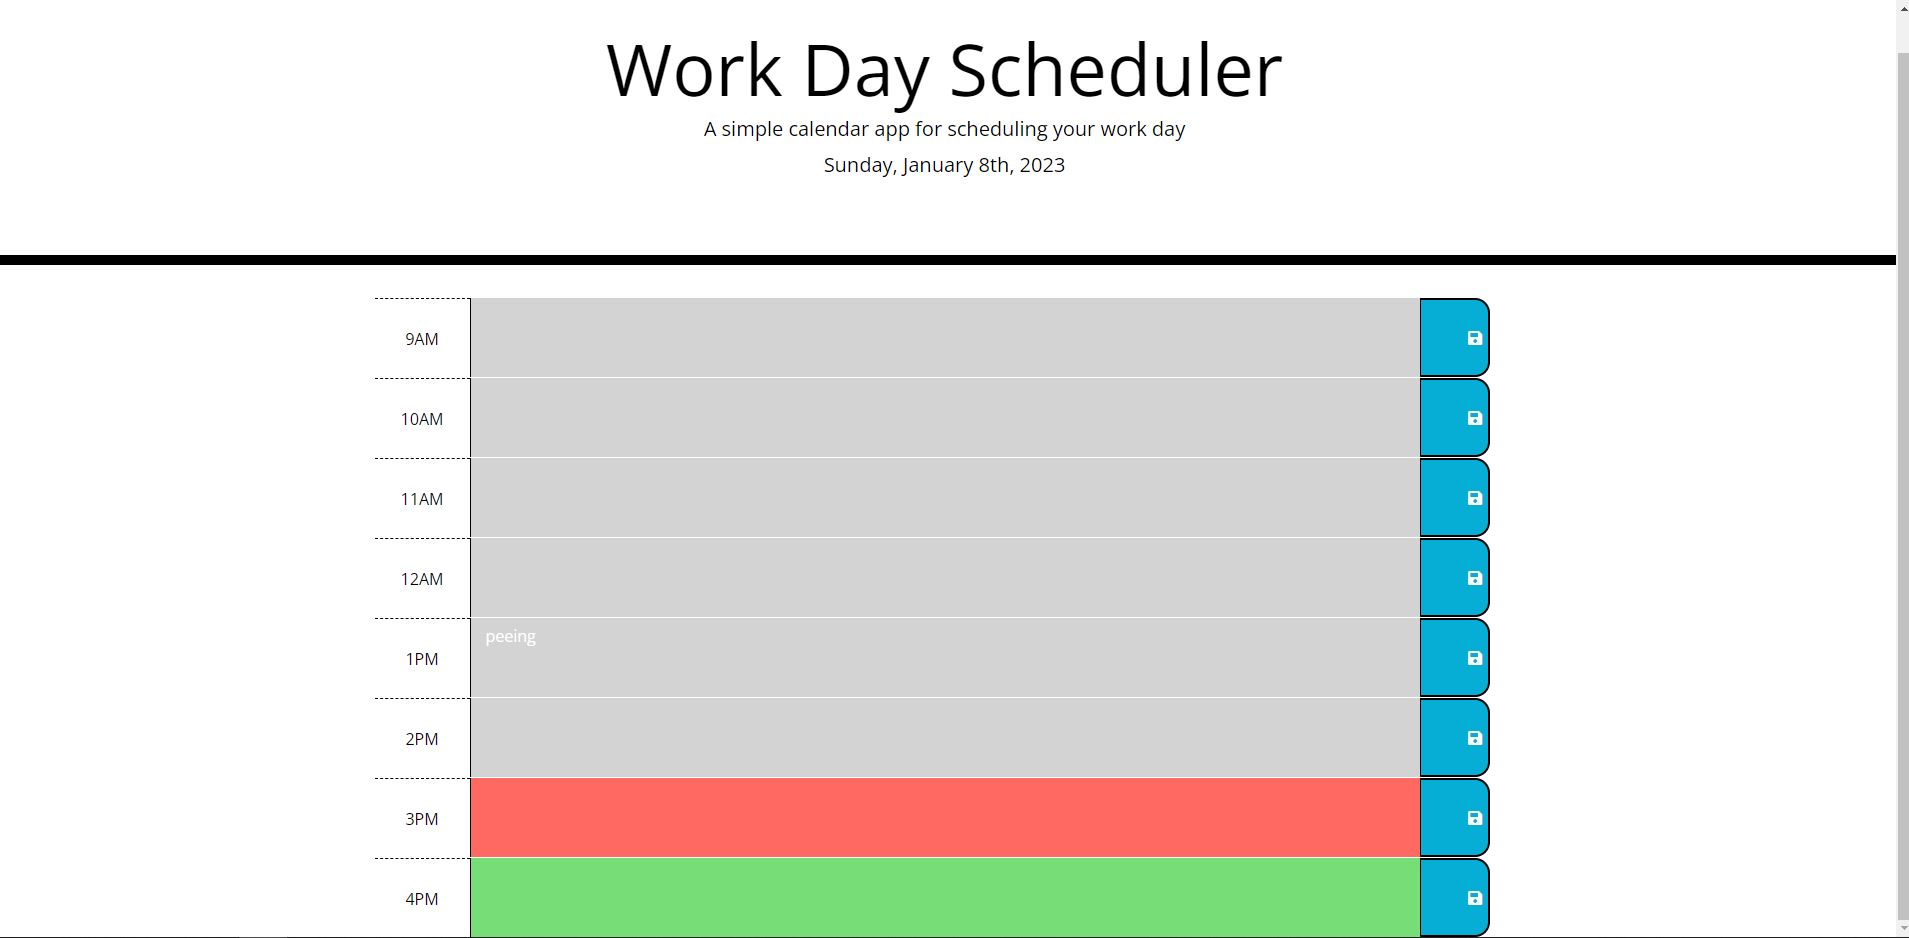 Work Day Scheduler
A simple calendar app for scheduling your work day
Sunday, January 8th, 2023
9AM
10AM
11AM
12AM
peeing
1PM
2PM
3PM
4PM